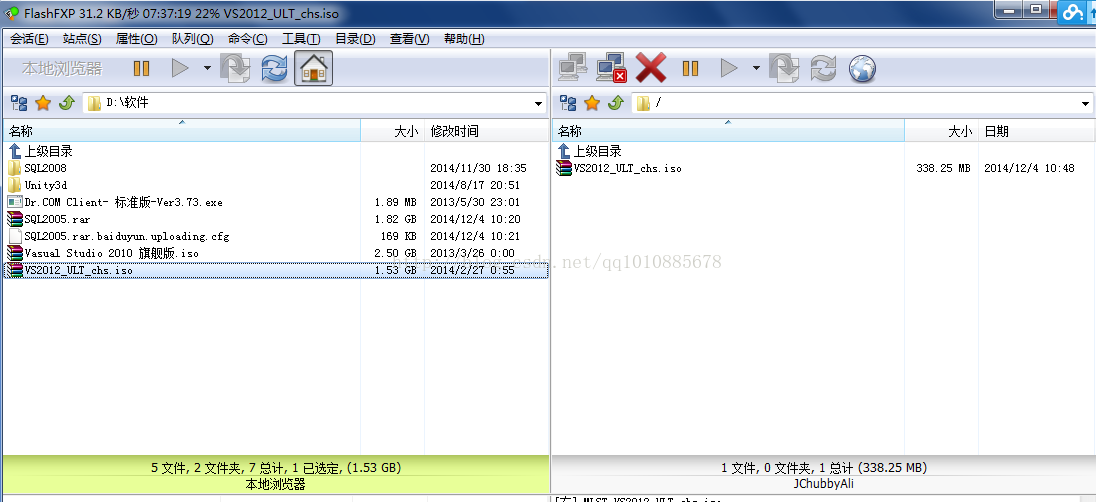 FlashFXP 31.2 KB/秒 07:37:19 22% VS2012_ULT_chs.iso
会话(E) 站点(S) 属性(O) 队列(Q) 命令(C) 工具(T) 目录(D) 查看(V) 帮助(H)
本地浏览器
D:\软件
/
名称 大小 修改时间
名称 大小 日期
上级目录
SQL2008 2014/11/30 18:35
Unity3d 2014/8/17 20:51
Dr.COM Client- 标准版-Ver3.73.exe 1.89 MB 2013/5/30 23:01
SQL2005.rar 1.82 GB 2014/12/4 10:20
SQL2005.rar.baiduyun.uploading.cfg 169 KB 2014/12/4 10:21
Vasual Studio 2010 旗舰版.iso 2.50 GB 2013/3/26 0:00
VS2012_ULT_chs.iso 1.53 GB 2014/2/27 0:55
上级目录
VS2012_ULT_chs.iso 338.25 MB 2014/12/4 10:48
sdn.net/qq1010885678
5 文件, 2 文件夹, 7 总计, 1 已选定, (1.53 GB)
本地浏览器
1 文件, 0 文件夹, 1 总计 (338.25 MB)
JChubbyAli
[右] MLST VS2012_ULT_chs.iso